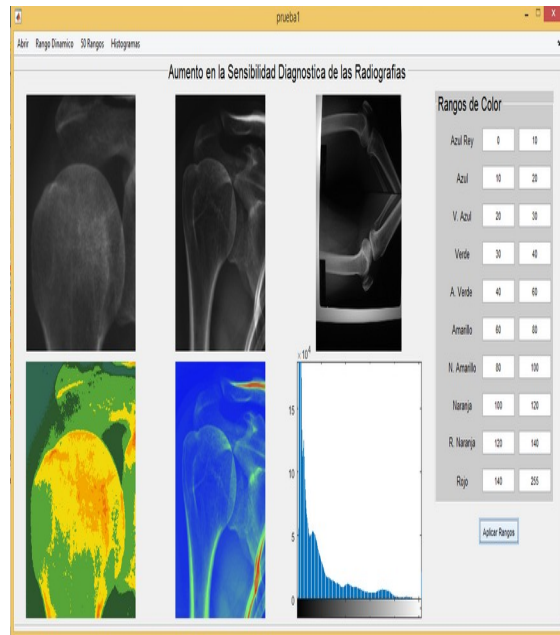 prueba1
Abrir Rango Dinamico 50 Rangos Histogramas
Aumento en la Sensibilidad Diagnostica de las Radiografias
Rangos de Color
Azul Rey 0 10
Azul 10 20
V. Azul 20 30
Verde 30 40
A. Verde 40 60
Amarillo 60 80
N. Amarillo 80 100
Naranja 100 120
R. Naranja 120 140
Rojo 140 255
Aplicar Rangos
× 10⁴
15
10
5
0